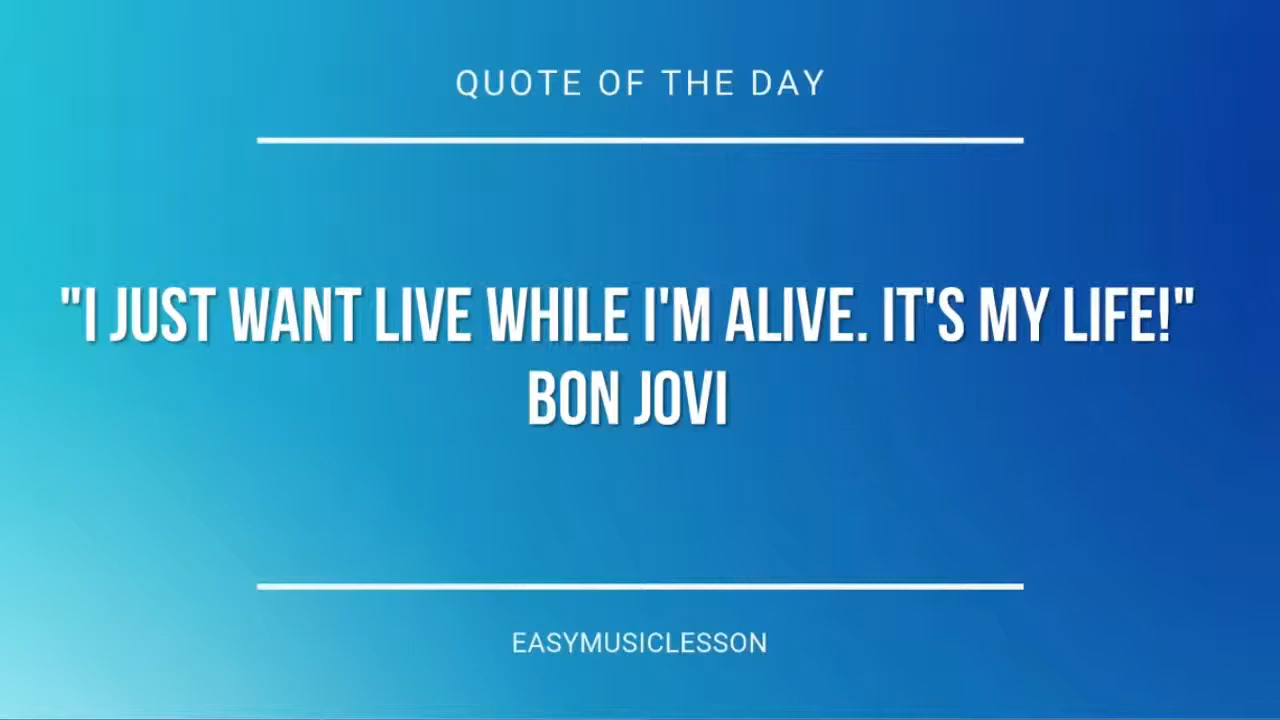 QUOTE OF THE DAY
"I JUST WANT LIVE WHILE I'M ALIVE. IT'S MY LIFE!"
BON JOVI
EASYMUSICLESSON